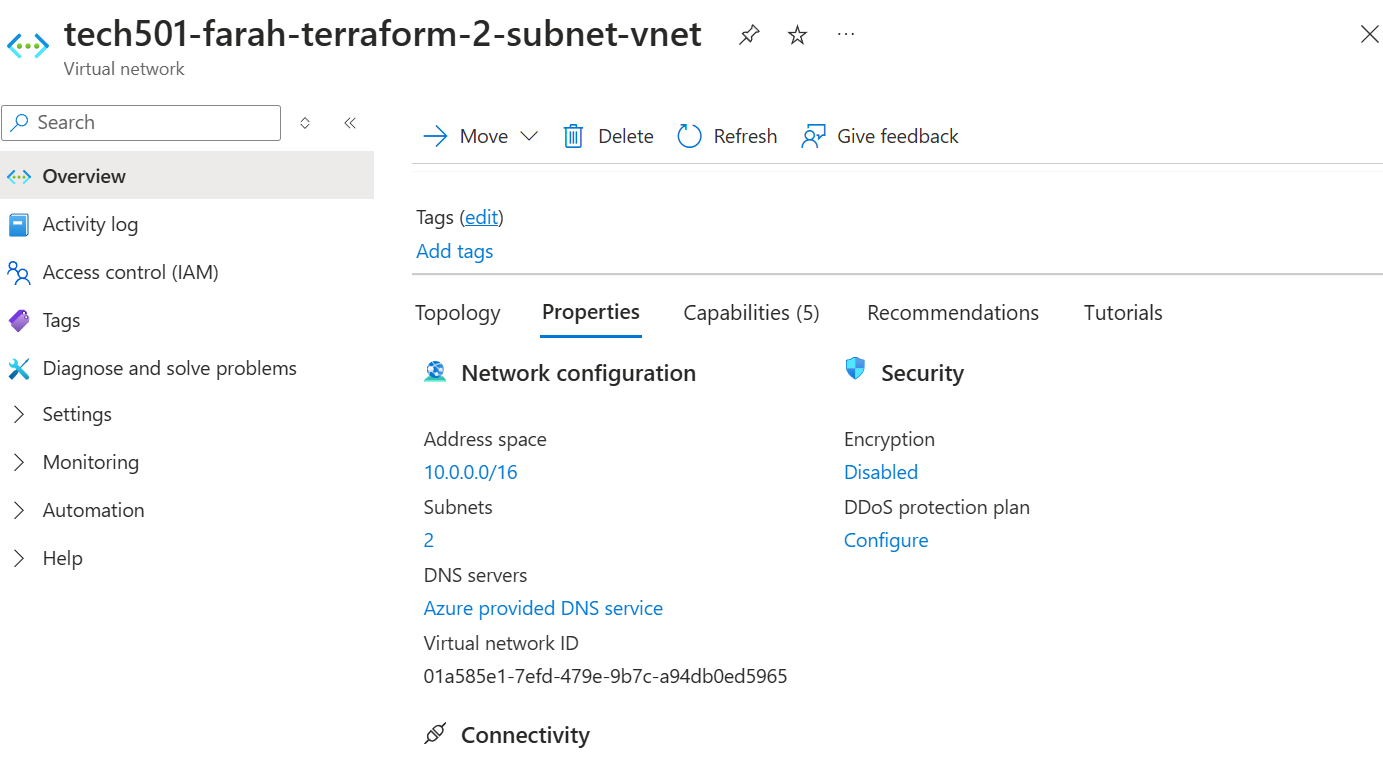 tech501-farah-terraform-2-subnet-vnet
Virtual network
Search
Overview
Activity log
Access control (IAM)
Tags
Diagnose and solve problems
Settings
Monitoring
Automation
Help
Move
Delete
Refresh
Give feedback
Tags (edit)
Add tags
Topology
Properties
Capabilities (5)
Recommendations
Tutorials
Network configuration
Address space
10.0.0.0/16
Subnets
2
DNS servers
Azure provided DNS service
Virtual network ID
01a585e1-7efd-479e-9b7c-a94db0ed5965
Connectivity
Security
Encryption
Disabled
DDoS protection plan
Configure